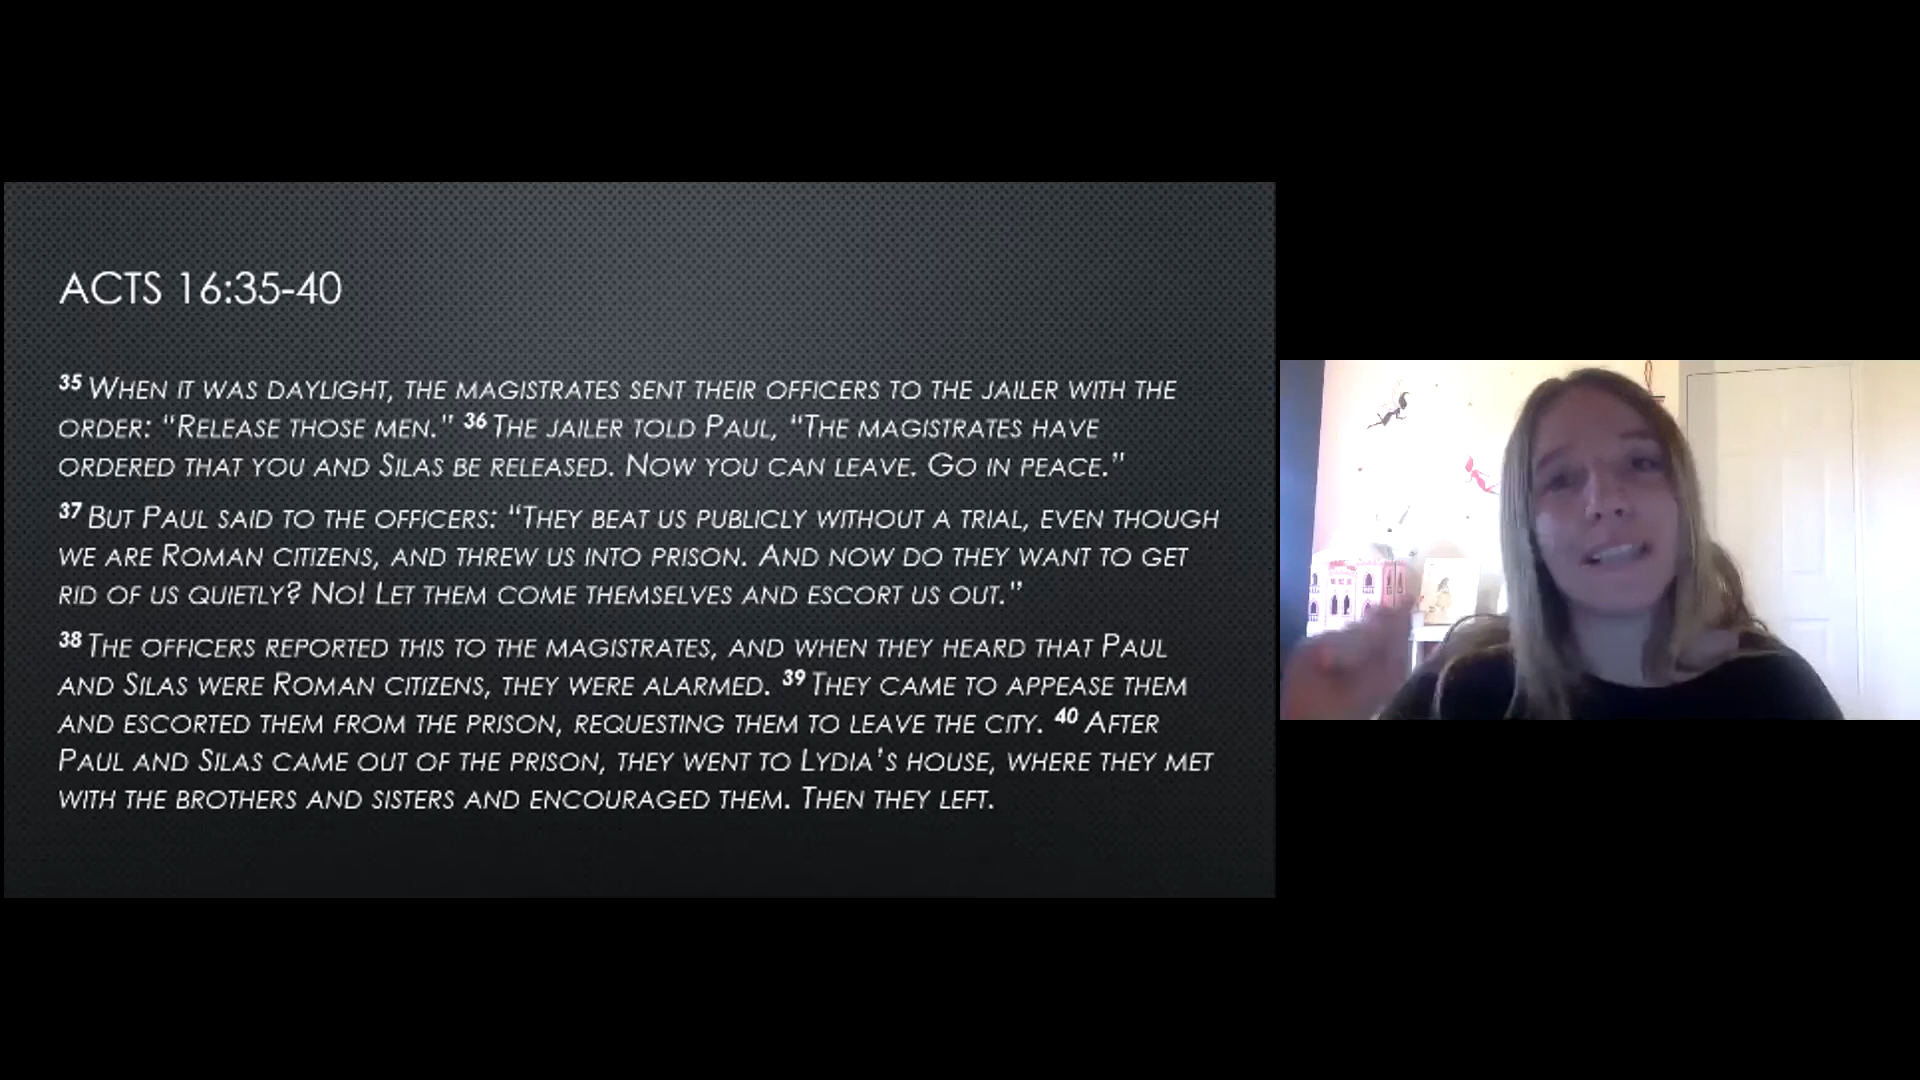 ACTS 16:35-40
35 WHEN IT WAS DAYLIGHT, THE MAGISTRATES SENT THEIR OFFICERS TO THE JAILER WITH THE
ORDER: “RELEASE THOSE MEN.” 36 THE JAILER TOLD PAUL, “THE MAGISTRATES HAVE
ORDERED THAT YOU AND SILAS BE RELEASED. NOW YOU CAN LEAVE. GO IN PEACE.”
37 BUT PAUL SAID TO THE OFFICERS: “THEY BEAT US PUBLICLY WITHOUT A TRIAL, EVEN THOUGH
WE ARE ROMAN CITIZENS, AND THREW US INTO PRISON. AND NOW DO THEY WANT TO GET
RID OF US QUIETLY? NO! LET THEM COME THEMSELVES AND ESCORT US OUT.”
38 THE OFFICERS REPORTED THIS TO THE MAGISTRATES, AND WHEN THEY HEARD THAT PAUL
AND SILAS WERE ROMAN CITIZENS, THEY WERE ALARMED. 39 THEY CAME TO APPEASE THEM
AND ESCORTED THEM FROM THE PRISON, REQUESTING THEM TO LEAVE THE CITY. 40 AFTER
PAUL AND SILAS CAME OUT OF THE PRISON, THEY WENT TO LYDIA’S HOUSE, WHERE THEY MET
WITH THE BROTHERS AND SISTERS AND ENCOURAGED THEM. THEN THEY LEFT.